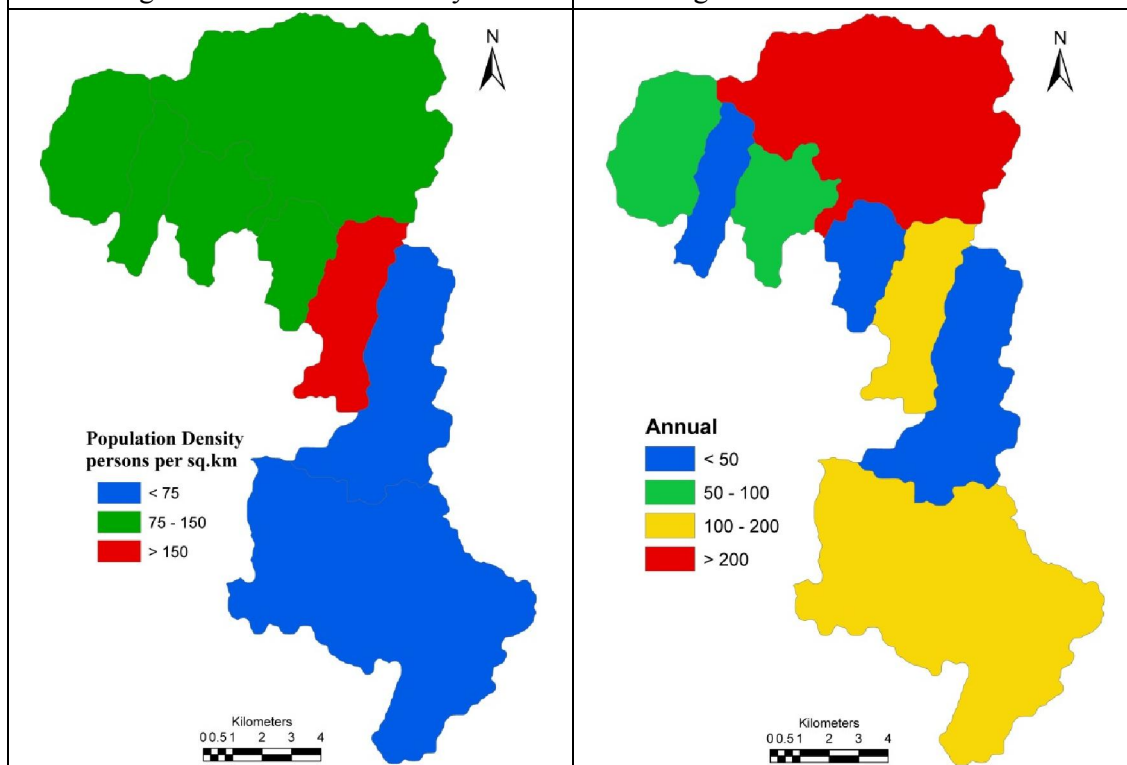 N
Population Density
persons per sq.km
< 75
75 - 150
> 150
Kilometers
0 0.5 1 2 3 4
N
Annual
< 50
50 - 100
100 - 200
> 200
Kilometers
0 0.5 1 2 3 4